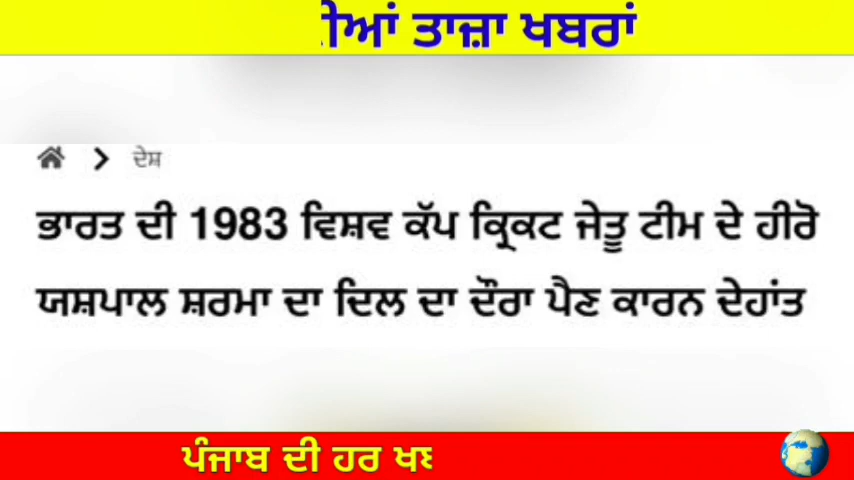 ਤਾਜ਼ਾ ਖਬਰਾਂ
ਦੇਸ਼
ਭਾਰਤ ਦੀ 1983 ਵਿਸ਼ਵ ਕੱਪ ਕ੍ਰਿਕਟ ਜੇਤੂ ਟੀਮ ਦੇ ਹੀਰੋ
ਯਸ਼ਪਾਲ ਸ਼ਰਮਾ ਦਾ ਦਿਲ ਦਾ ਦੌਰਾ ਪੈਣ ਕਾਰਨ ਦੇਹਾਂਤ
ਪੰਜਾਬ ਦੀ ਹਰ